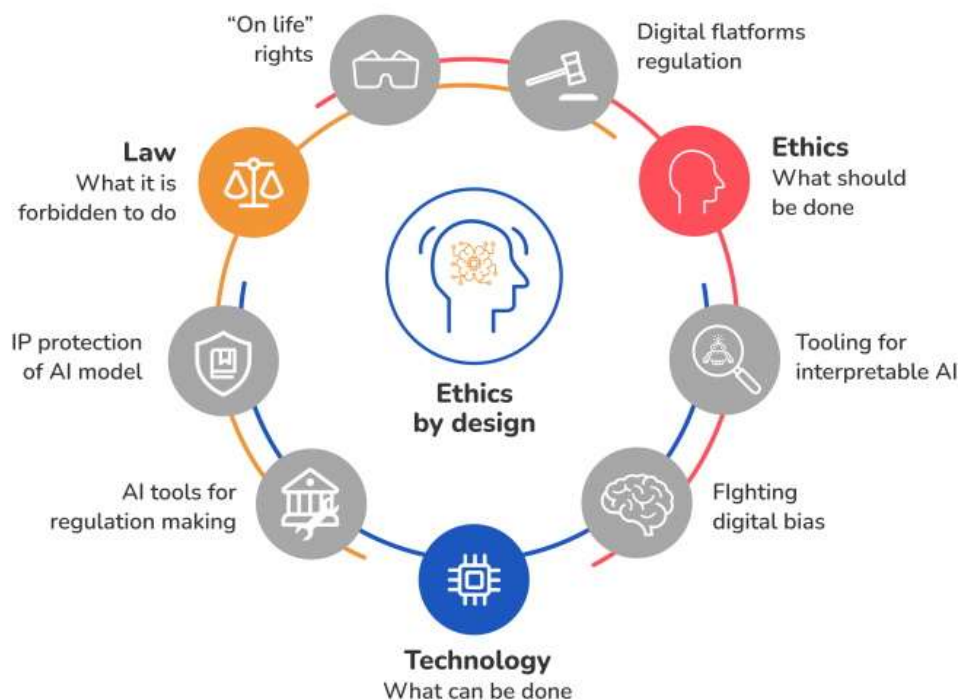 “On life”
rights
Digital flatforms
regulation
Law
What it is
forbidden to do
Ethics
What should
be done
IP protection
of AI model
Tooling for
interpretable AI
Ethics
by design
AI tools for
regulation making
FIghting
digital bias
Technology
What can be done